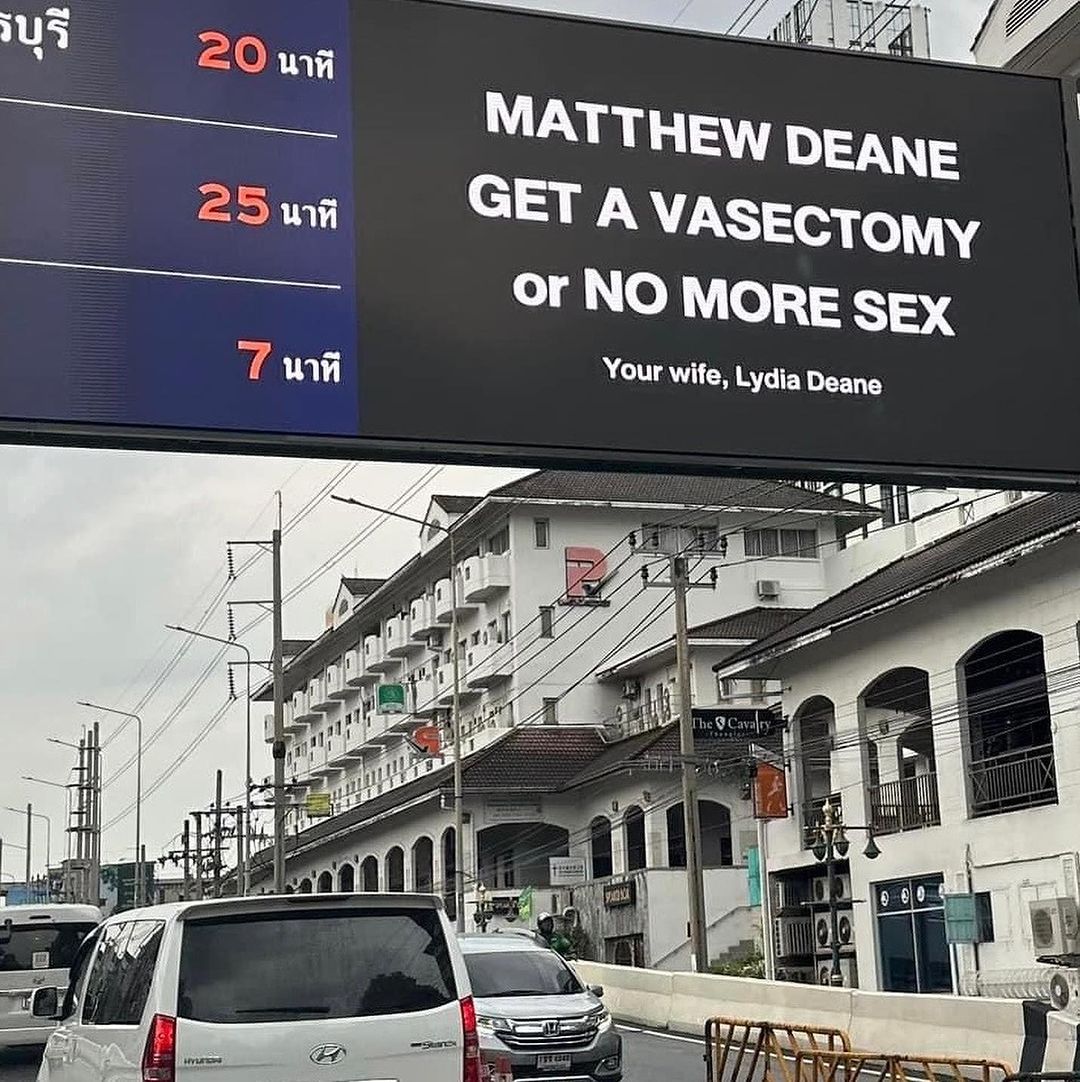 รบุรี
20 นาที
25 นาที
7 นาที
MATTHEW DEANE
GET A VASECTOMY
or NO MORE SEX
Your wife, Lydia Deane
P
The Cavalry
HYUNDAI
Starex